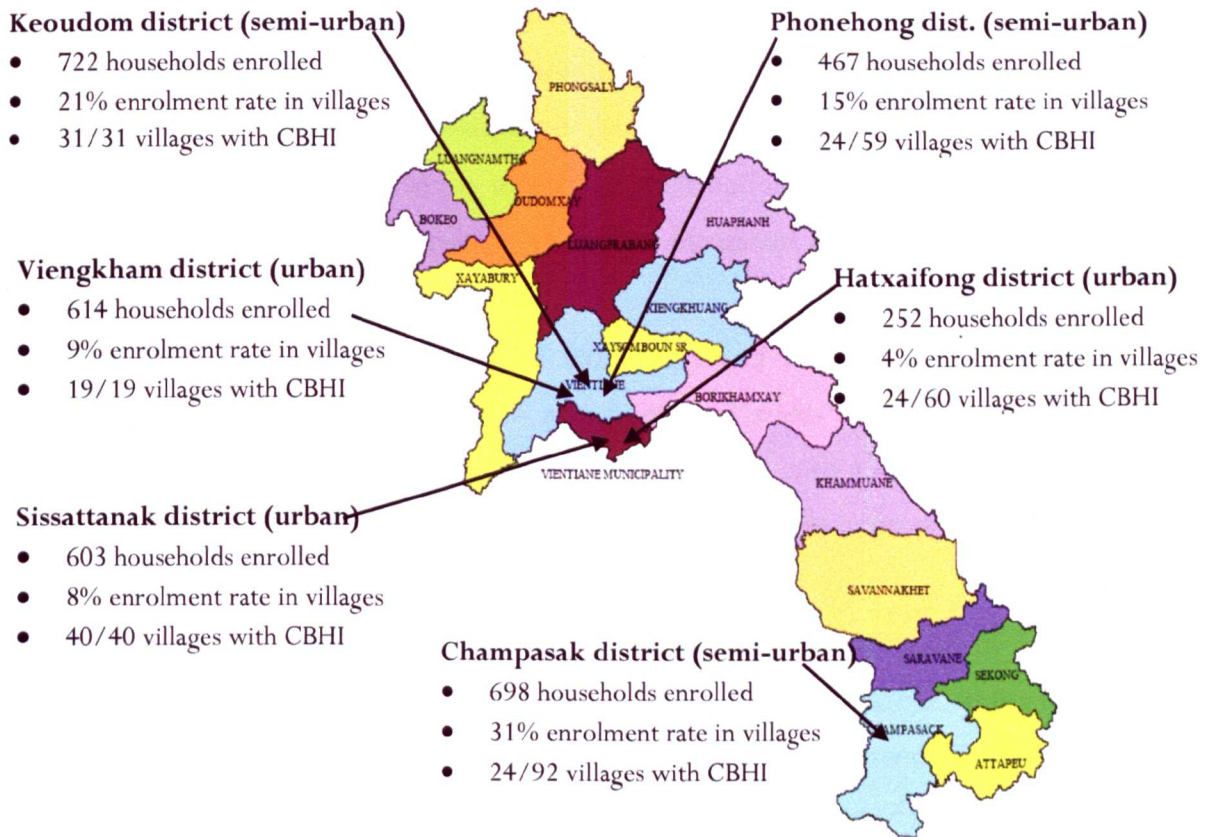 Keoudom district (semi-urban)
• 722 households enrolled
• 21% enrolment rate in villages
• 31/31 villages with CBHI
Phonehong dist. (semi-urban)
• 467 households enrolled
• 15% enrolment rate in villages
• 24/59 villages with CBHI
Viengkham district (urban)
• 614 households enrolled
• 9% enrolment rate in villages
• 19/19 villages with CBHI
Hatxaifong district (urban)
• 252 households enrolled
• 4% enrolment rate in villages
• 24/60 villages with CBHI
Sissattanak district (urban)
• 603 households enrolled
• 8% enrolment rate in villages
• 40/40 villages with CBHI
Champasak district (semi-urban)
• 698 households enrolled
• 31% enrolment rate in villages
• 24/92 villages with CBHI
PHONGSALY
LUANGNAMTHA
OUDOMXAY
BOKEO
LUANGPRABANG
HUAPHANH
XAYABURY
XIENGKHUANG
XAYSOMBOUN SR
VIENTIANE
BORIKHAMXAY
VIENTIANE MUNICIPALITY
KHAMMUANE
SAVANNAKHET
SARAVANE
SEKONG
CHAMPASACK
ATTAPEU